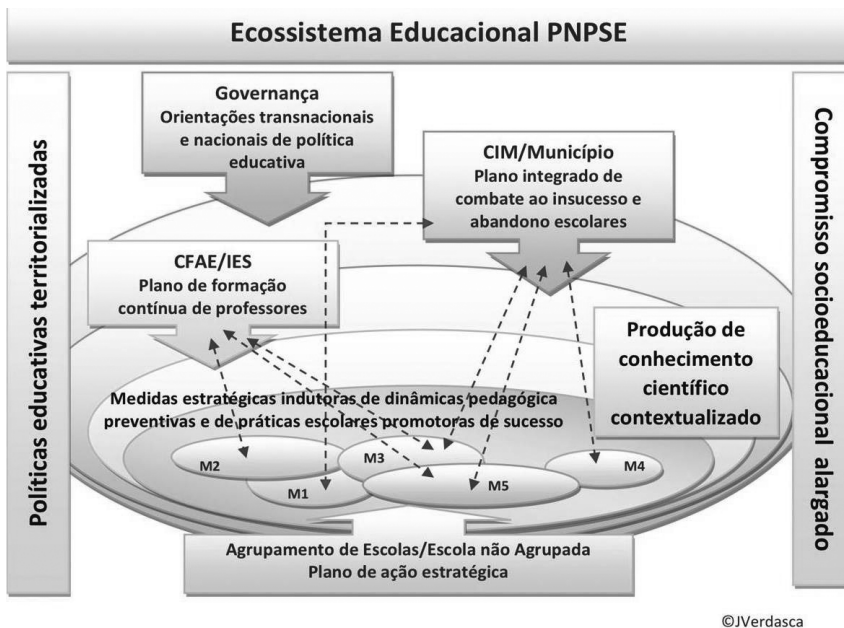 Ecossistema Educacional PNPSE
Políticas educativas territorializadas
Governança
Orientações transnacionais
e nacionais de política
educativa
CIM/Município
Plano integrado de
combate ao insucesso e
abandono escolares
CFAE/IES
Plano de formação
contínua de professores
Produção de
conhecimento
científico
contextualizado
Compromisso socioeducacional alargado
Medidas estratégicas indutoras de dinâmicas pedagógica
preventivas e de práticas escolares promotoras de sucesso
M2
M3
M4
M1
M5
Agrupamento de Escolas/Escola não Agrupada
Plano de ação estratégica
©JVerdasca